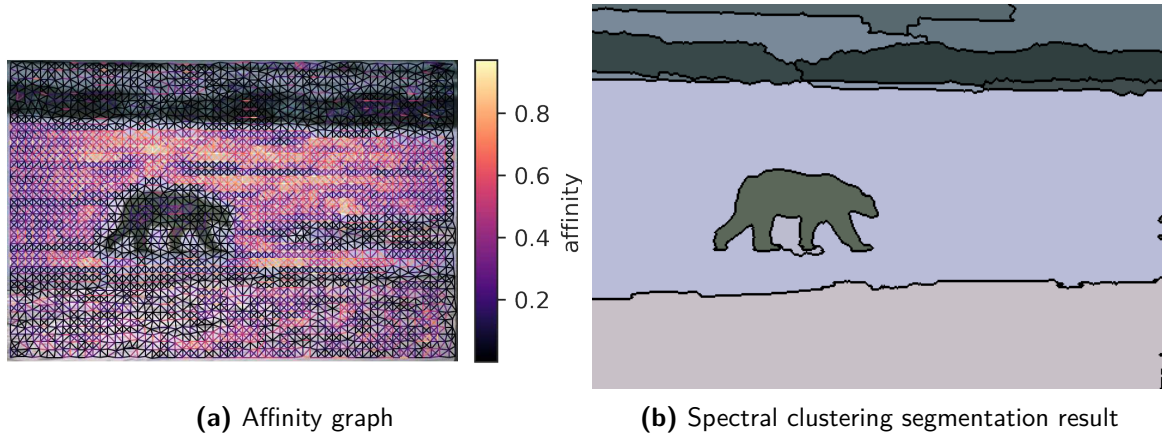 0.8
0.6
0.4
0.2
affinity
(a) Affinity graph
(b) Spectral clustering segmentation result